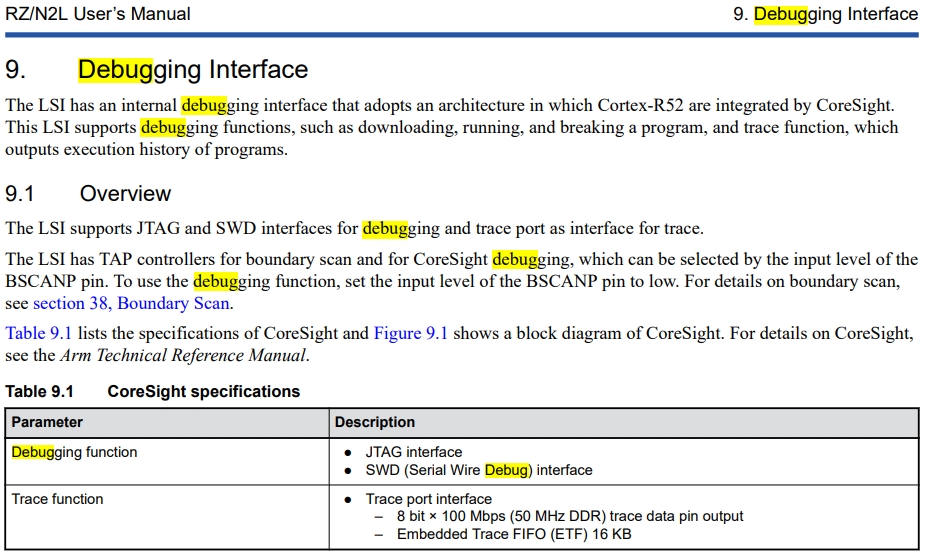 RZ/N2L User’s Manual 9. Debugging Interface
9. Debugging Interface
The LSI has an internal debugging interface that adopts an architecture in which Cortex-R52 are integrated by CoreSight.
This LSI supports debugging functions, such as downloading, running, and breaking a program, and trace function, which
outputs execution history of programs.
9.1 Overview
The LSI supports JTAG and SWD interfaces for debugging and trace port as interface for trace.
The LSI has TAP controllers for boundary scan and for CoreSight debugging, which can be selected by the input level of the
BSCANP pin. To use the debugging function, set the input level of the BSCANP pin to low. For details on boundary scan,
see section 38, Boundary Scan.
Table 9.1 lists the specifications of CoreSight and Figure 9.1 shows a block diagram of CoreSight. For details on CoreSight,
see the Arm Technical Reference Manual.
Table 9.1 CoreSight specifications
Parameter Description
Debugging function ● JTAG interface
● SWD (Serial Wire Debug) interface
Trace function ● Trace port interface
– 8 bit × 100 Mbps (50 MHz DDR) trace data pin output
– Embedded Trace FIFO (ETF) 16 KB